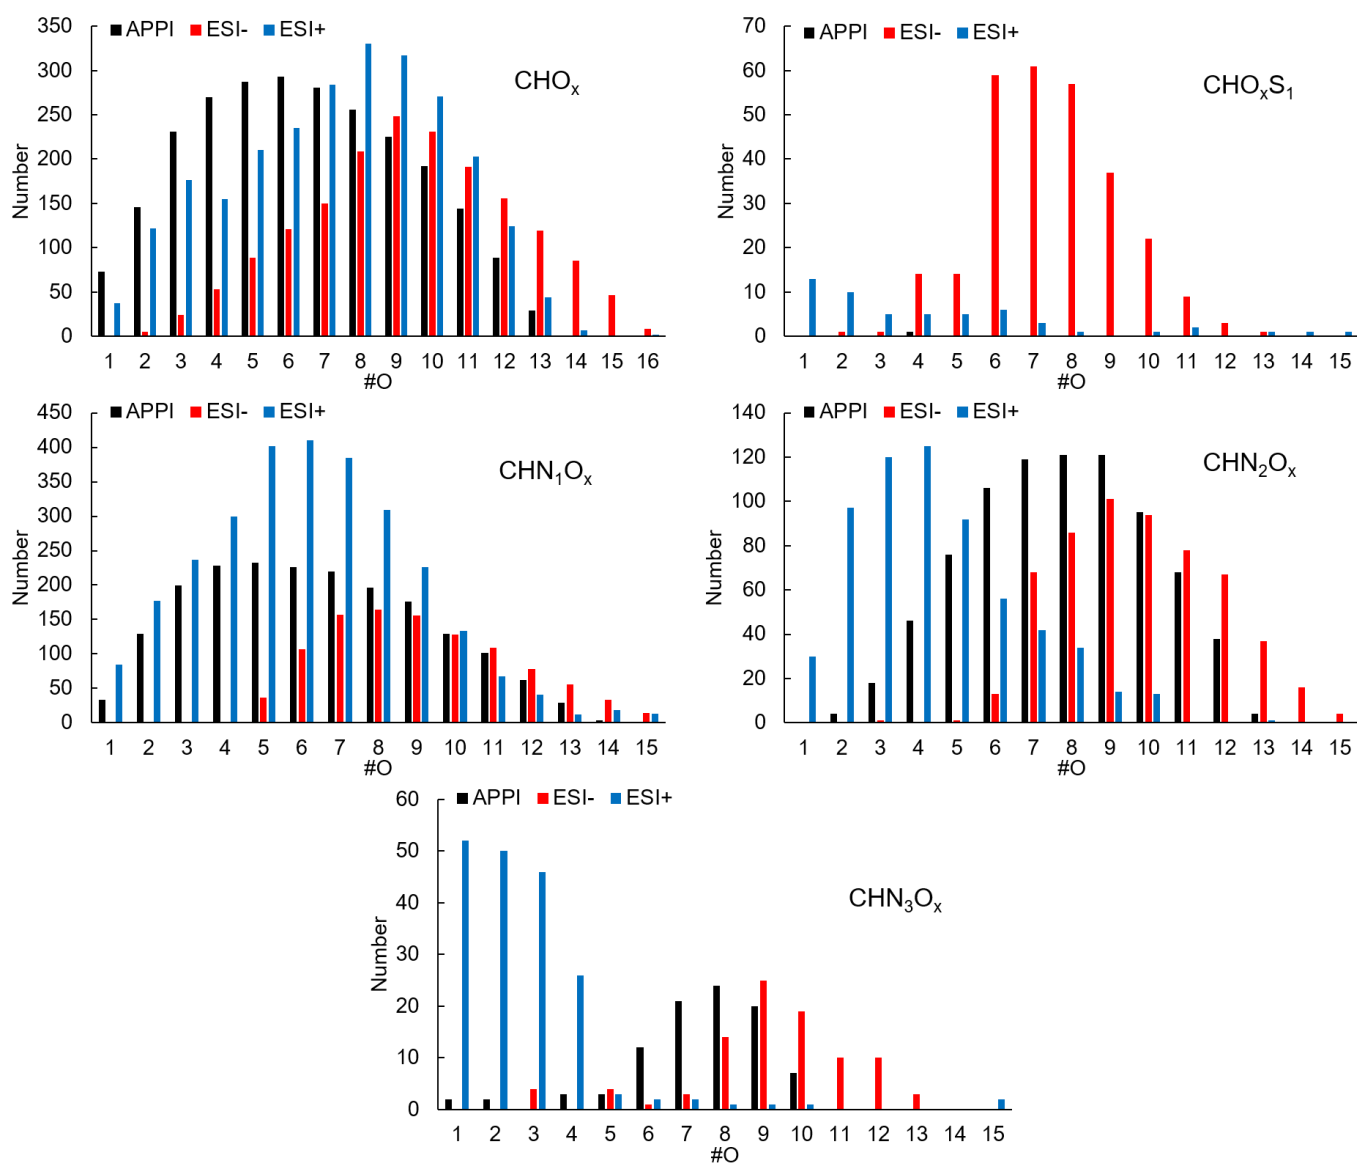 APPI ESI- ESI+
CHOx
Number
350
300
250
200
150
100
50
0
1 2 3 4 5 6 7 8 9 10 11 12 13 14 15 16
#O
APPI ESI- ESI+
CHOxS1
Number
70
60
50
40
30
20
10
0
1 2 3 4 5 6 7 8 9 10 11 12 13 14 15
#O
APPI ESI- ESI+
CHN1Ox
Number
450
400
350
300
250
200
150
100
50
0
1 2 3 4 5 6 7 8 9 10 11 12 13 14 15
#O
APPI ESI- ESI+
CHN2Ox
Number
140
120
100
80
60
40
20
0
1 2 3 4 5 6 7 8 9 10 11 12 13 14 15
#O
APPI ESI- ESI+
CHN3Ox
Number
60
50
40
30
20
10
0
1 2 3 4 5 6 7 8 9 10 11 12 13 14 15
#O